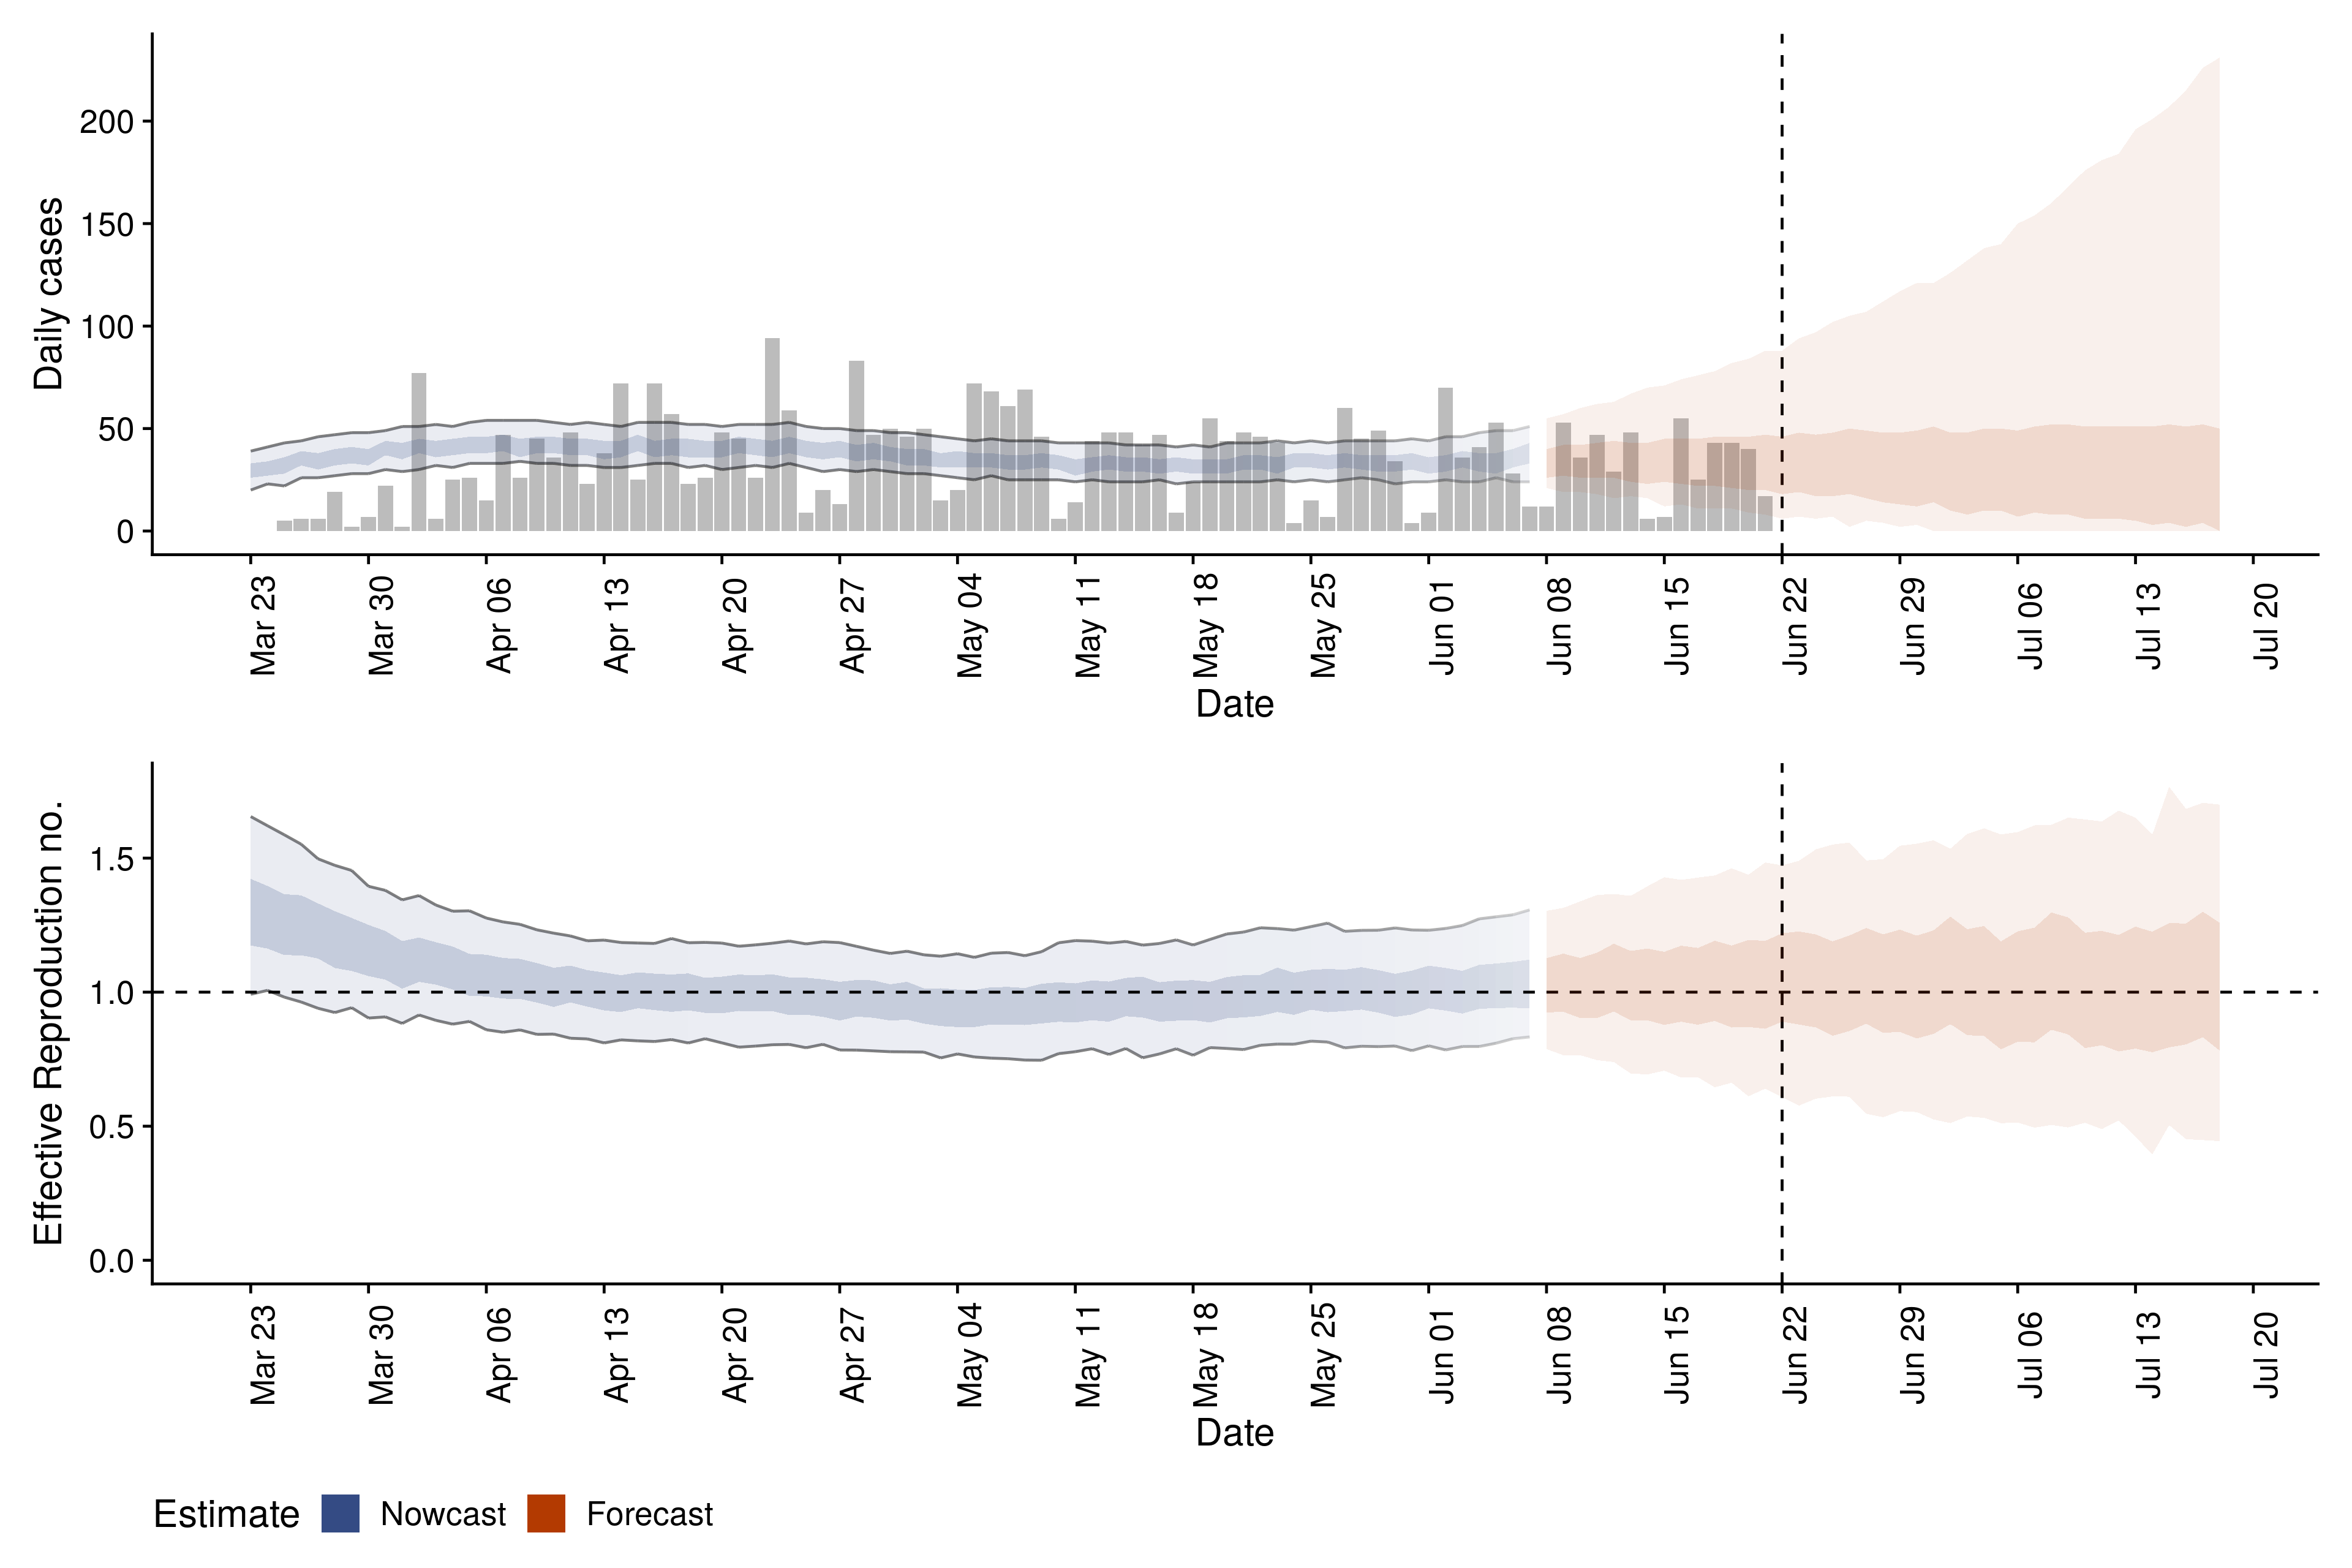 Daily cases
200
150
100
50
0
Mar 23
Mar 30
Apr 06
Apr 13
Apr 20
Apr 27
May 04
May 11
May 18
May 25
Jun 01
Jun 08
Jun 15
Jun 22
Jun 29
Jul 06
Jul 13
Jul 20
Date
Effective Reproduction no.
1.5
1.0
0.5
0.0
Mar 23
Mar 30
Apr 06
Apr 13
Apr 20
Apr 27
May 04
May 11
May 18
May 25
Jun 01
Jun 08
Jun 15
Jun 22
Jun 29
Jul 06
Jul 13
Jul 20
Date
Estimate Nowcast Forecast